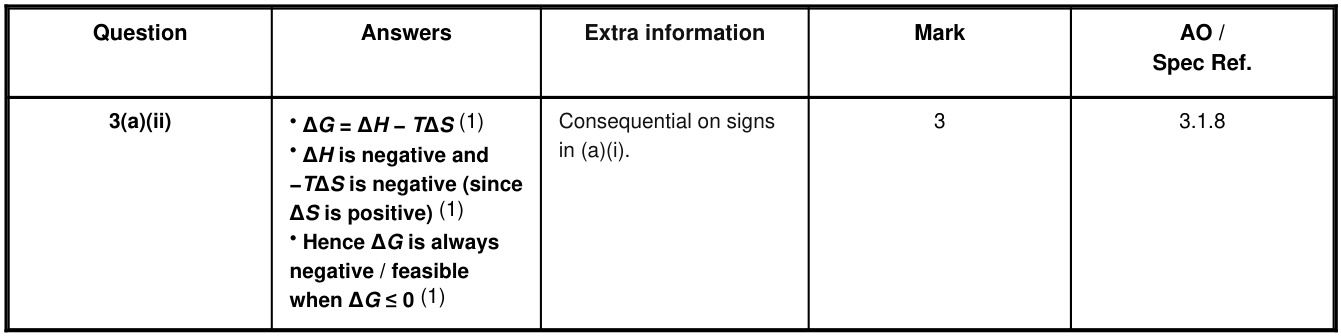 Question Answers Extra information Mark AO /
Spec Ref.
3(a)(ii)
• ΔG = ΔH − TΔS (1)
• ΔH is negative and
−TΔS is negative (since
ΔS is positive) (1)
• Hence ΔG is always
negative / feasible
when ΔG ≤ 0 (1)
Consequential on signs
in (a)(i).
3
3.1.8